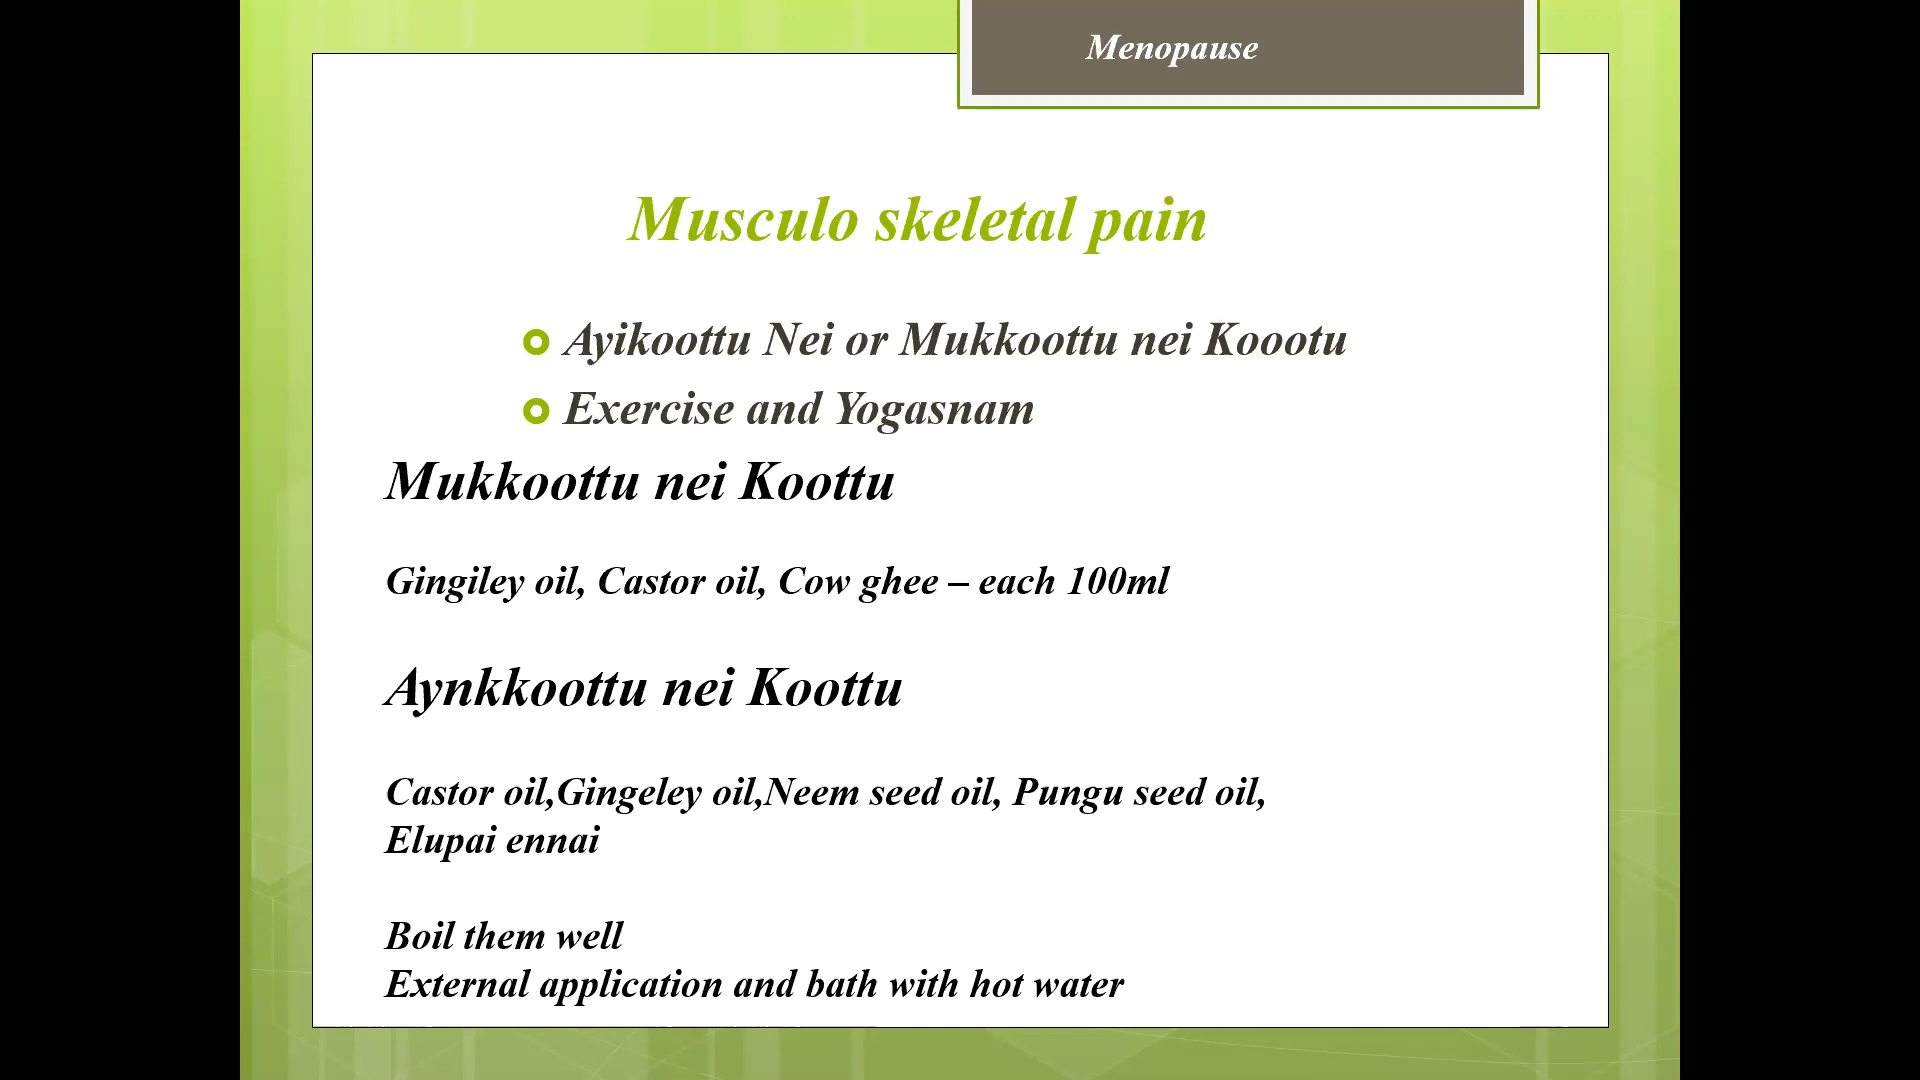 Menopause
Musculo skeletal pain
Ayikoottu Nei or Mukkoottu nei Koootu
Exercise and Yogasnam
Mukkoottu nei Koottu
Gingiley oil, Castor oil, Cow ghee – each 100ml
Aynkkoottu nei Koottu
Castor oil,Gingeley oil,Neem seed oil, Pungu seed oil,
Elupai ennai
Boil them well
External application and bath with hot water